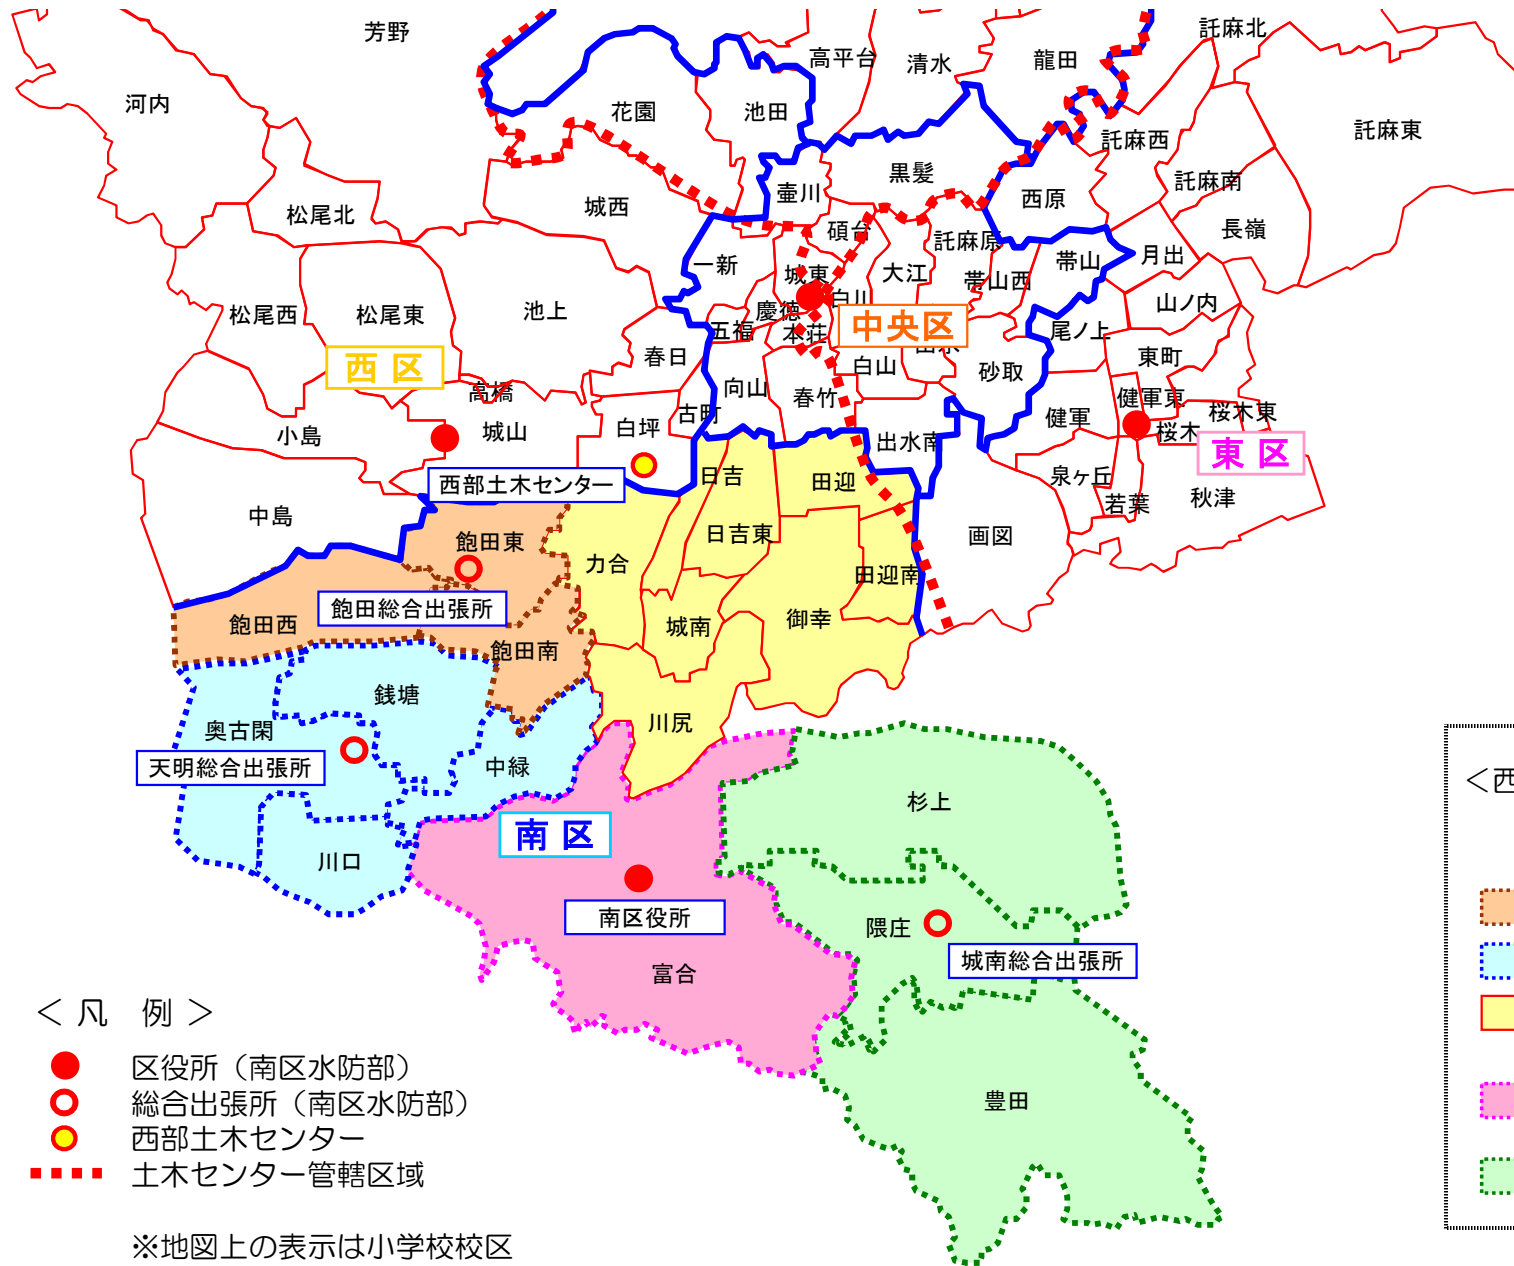 芳野
高平台
清水
龍田
託麻北
河内
花園
池田
託麻西
託麻東
松尾北
城西
壷川
黒髪
西原
託麻南
長嶺
碩台
託麻原
一新
城東
大江
帯山西
帯山
月出
松尾西
松尾東
池上
五福
慶徳
白川
本荘
中央区
尾ノ上
山ノ内
西区
春日
向山
春竹
白山
砂取
東町
高橋
小島
城山
白坪
古町
出水南
健軍
健軍東
桜木
桜木東
東区
西部土木センター
日吉
田迎
泉ヶ丘
若葉
秋津
中島
飽田東
力合
日吉東
田迎南
画図
飽田総合出張所
飽田西
飽田南
城南
御幸
銭塘
奥古閑
川尻
天明総合出張所
中緑
杉上
南区
川口
南区役所
隈庄
城南総合出張所
富合
豊田
＜西
＜凡 例＞
区役所（南区水防部）
総合出張所（南区水防部）
西部土木センター
土木センター管轄区域
※地図上の表示は小学校校区